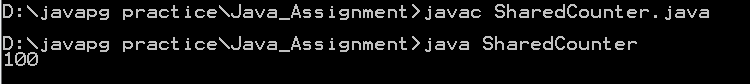 D:\javapg practice\Java_Assignment>javac SharedCounter.java
D:\javapg practice\Java_Assignment>java SharedCounter
100